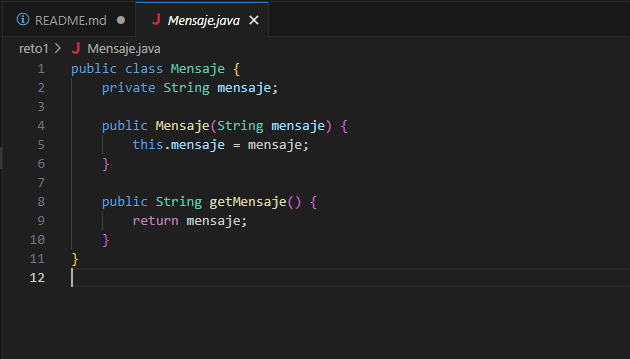 README.md
Mensaje.java
reto1 > Mensaje.java
1 public class Mensaje {
2     private String mensaje;
3
4     public Mensaje(String mensaje) {
5         this.mensaje = mensaje;
6     }
7
8     public String getMensaje() {
9         return mensaje;
10     }
11 }
12